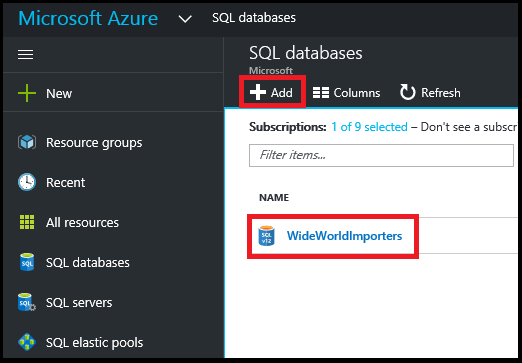 Microsoft Azure
SQL databases
New
Resource groups
Recent
All resources
SQL databases
SQL servers
SQL elastic pools
SQL databases
Microsoft
Add
Columns
Refresh
Subscriptions: 1 of 9 selected – Don't see a subscr
Filter items...
NAME
SQL
v12
WideWorldImporters